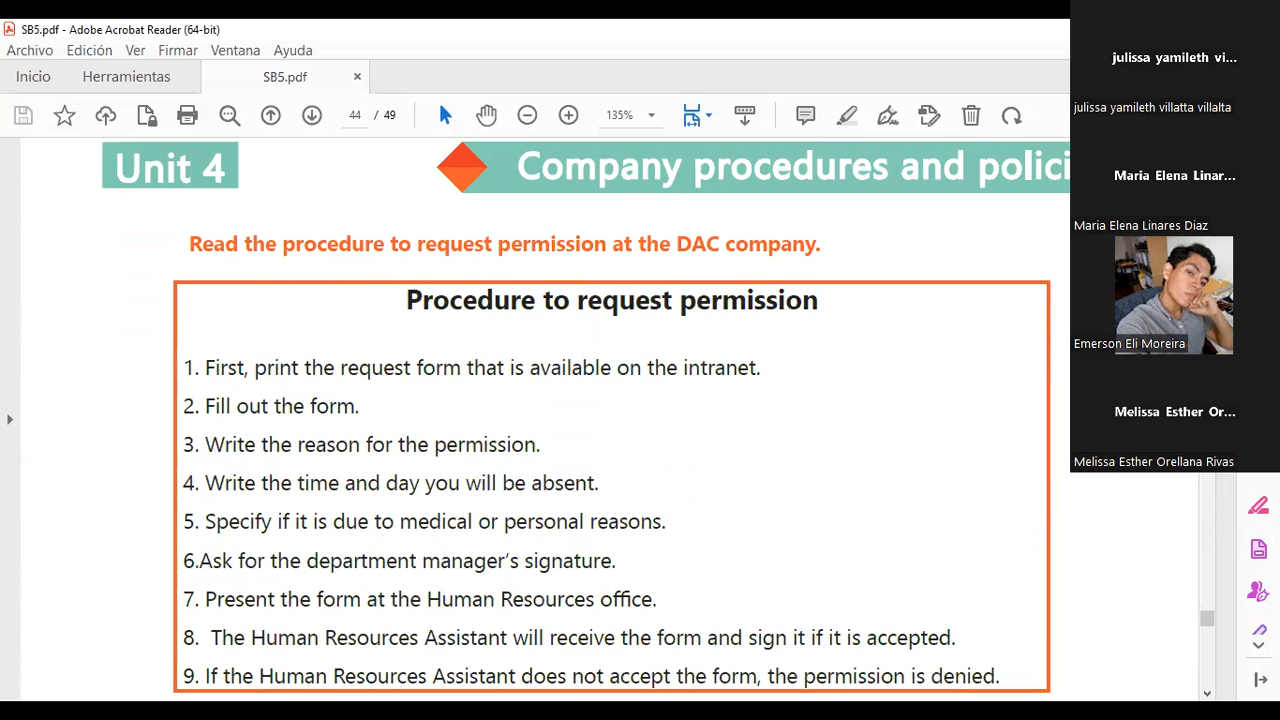 SB5.pdf - Adobe Acrobat Reader (64-bit)
Archivo Edición Ver Firmar Ventana Ayuda
Inicio Herramientas SB5.pdf ×
44 / 49 135%
Unit 4 Company procedures and polici
Read the procedure to request permission at the DAC company.
Procedure to request permission
1. First, print the request form that is available on the intranet.
2. Fill out the form.
3. Write the reason for the permission.
4. Write the time and day you will be absent.
5. Specify if it is due to medical or personal reasons.
6.Ask for the department manager’s signature.
7. Present the form at the Human Resources office.
8. The Human Resources Assistant will receive the form and sign it if it is accepted.
9. If the Human Resources Assistant does not accept the form, the permission is denied.
julissa yamileth vi...
julissa yamileth villatta villalta
Maria Elena Linar...
Maria Elena Linares Diaz
Emerson Eli Moreira
Melissa Esther Or...
Melissa Esther Orellana Rivas